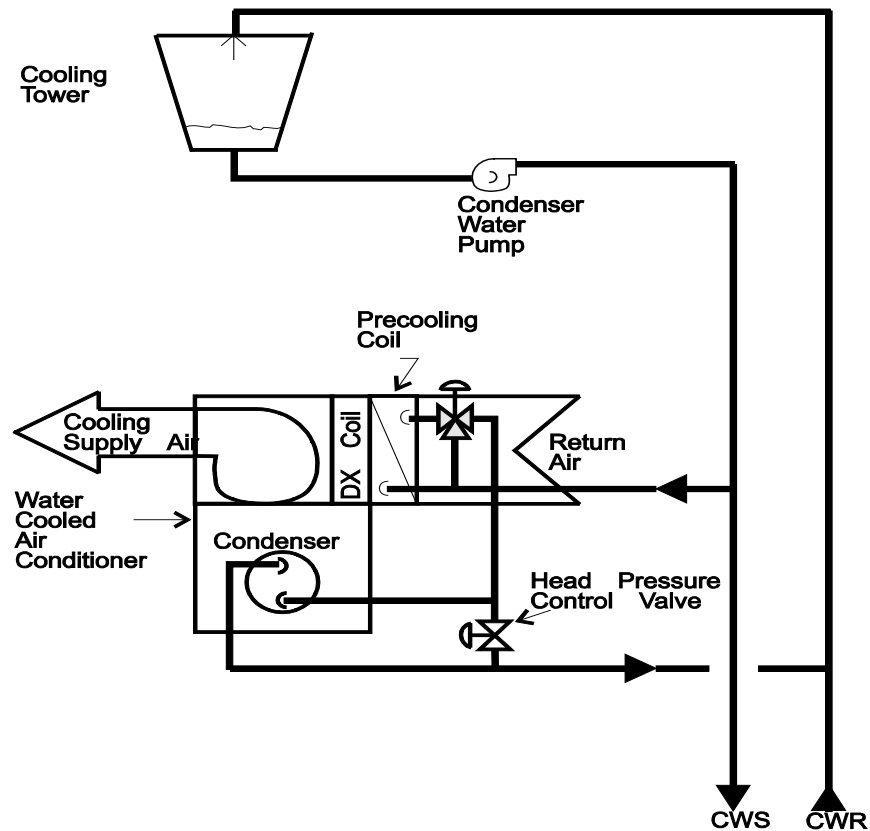 Cooling
Tower
Condenser
Water
Pump
Precooling
Coil
Cooling
Supply Air
DX Coil
Return
Air
Water
Cooled
Air
Conditioner
Condenser
Head Pressure
Control Valve
CWS
CWR